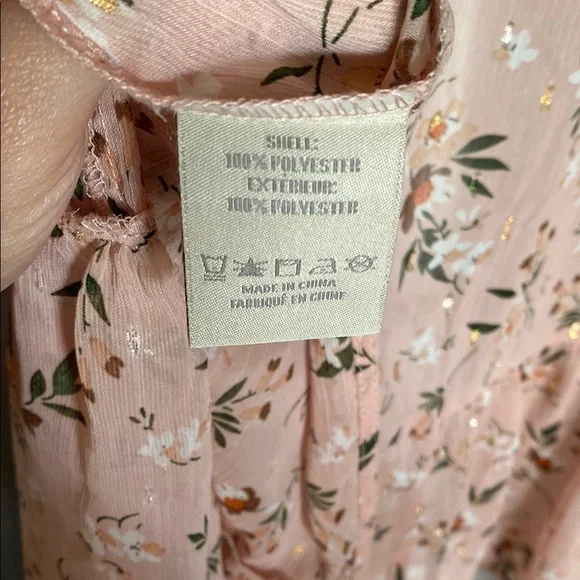 SHELL:
100% POLYESTER
EXTÉRIEUR:
100% POLYESTER
MADE IN CHINA
FABRIQUÉ EN CHINE